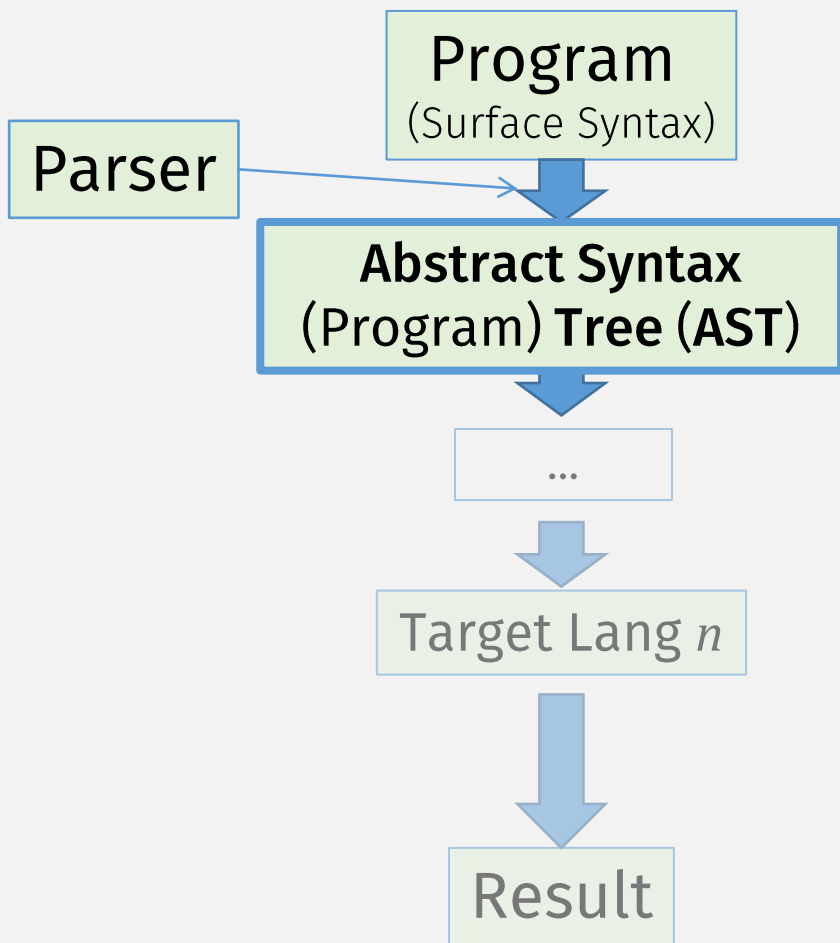 Program
(Surface Syntax)
Parser
Abstract Syntax
(Program) Tree (AST)
...
Target Lang n
Result